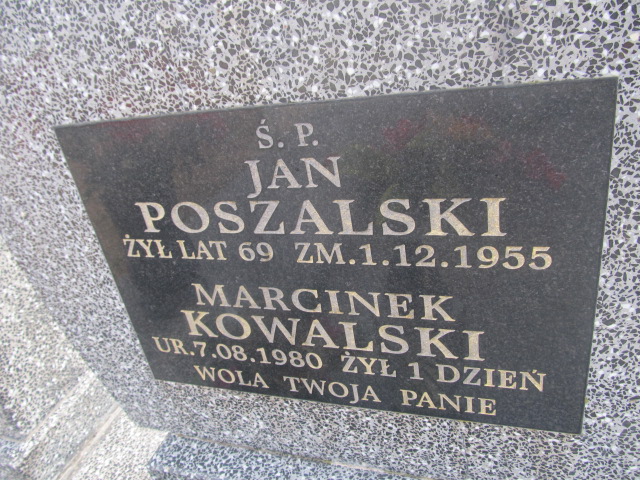 Ś. P.
JAN
POSZALSKI
ŻYŁ LAT 69 ZM.1.12.1955
MARCINEK
KOWALSKI
UR.7.08.1980 ŻYŁ 1 DZIEŃ
WOLA TWOJA PANIE